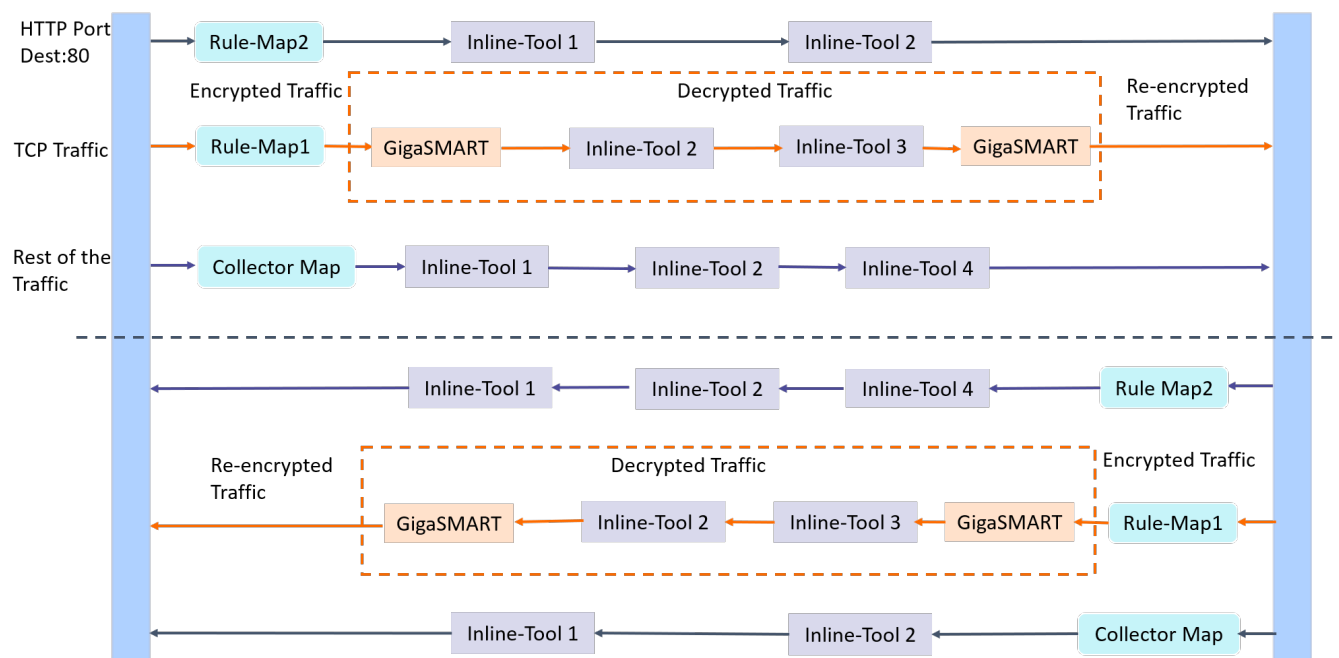 HTTP Port
Dest:80
Rule-Map2
Inline-Tool 1
Inline-Tool 2
Encrypted Traffic
Decrypted Traffic
Re-encrypted
Traffic
TCP Traffic
Rule-Map1
GigaSMART
Inline-Tool 2
Inline-Tool 3
GigaSMART
Rest of the
Traffic
Collector Map
Inline-Tool 1
Inline-Tool 2
Inline-Tool 4
Inline-Tool 1
Inline-Tool 2
Inline-Tool 4
Rule Map2
Re-encrypted
Traffic
Decrypted Traffic
Encrypted Traffic
GigaSMART
Inline-Tool 2
Inline-Tool 3
GigaSMART
Rule-Map1
Inline-Tool 1
Inline-Tool 2
Collector Map